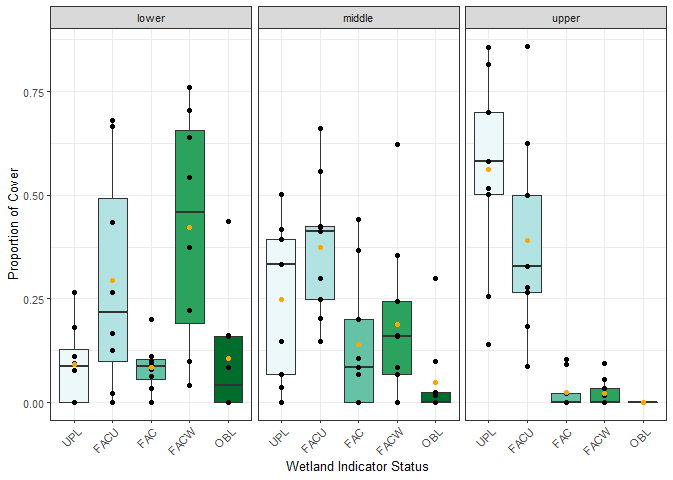 lower middle upper
Proportion of Cover
0.75
0.50
0.25
0.00
UPL FACU FAC FACW OBL UPL FACU FAC FACW OBL UPL FACU FAC FACW OBL
Wetland Indicator Status